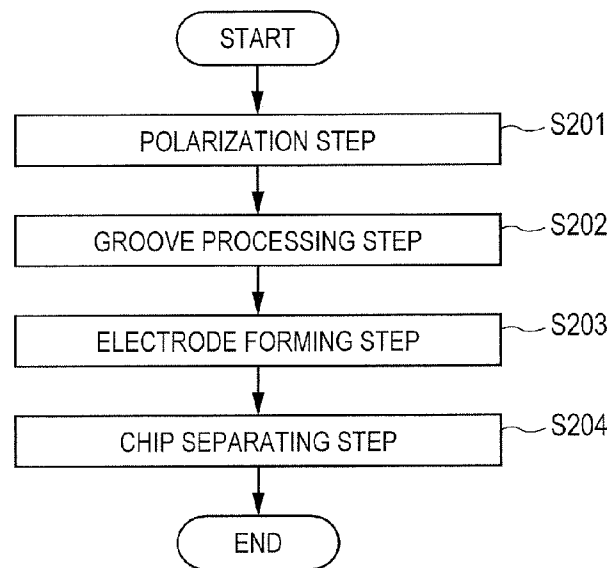 START
POLARIZATION STEP
S201
GROOVE PROCESSING STEP
S202
ELECTRODE FORMING STEP
S203
CHIP SEPARATING STEP
S204
END